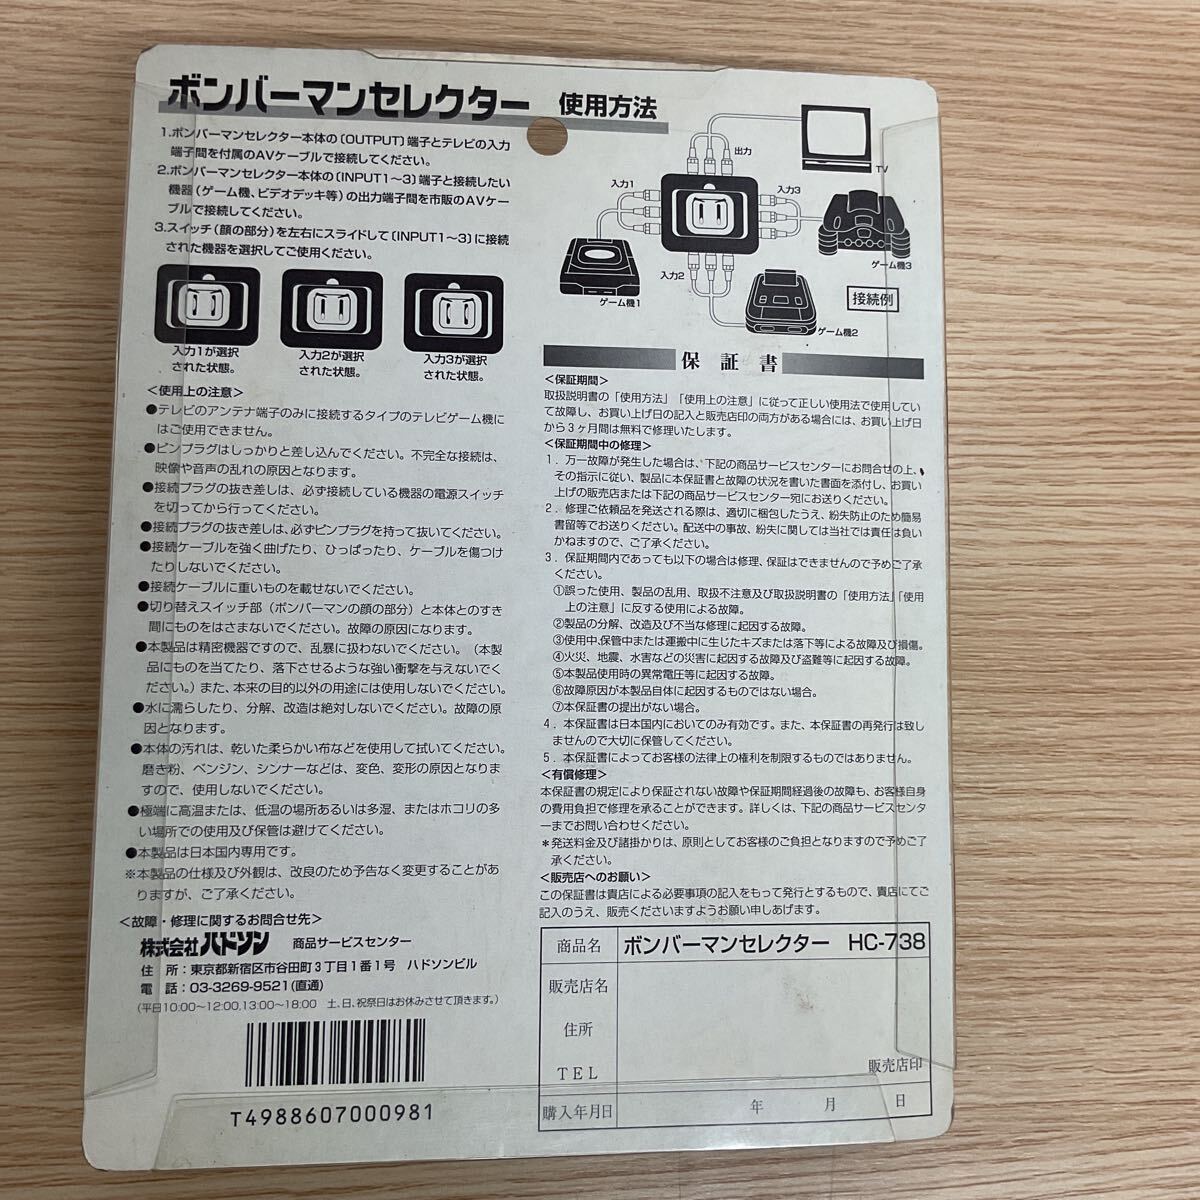 ボンバーマンセレクター 使用方法
1.ボンバーマンセレクター本体の〔OUTPUT〕端子とテレビの入力
端子間を付属のAVケーブルで接続してください。
2.ボンバーマンセレクター本体の〔INPUT1〜3〕端子と接続したい
機器（ゲーム機、ビデオデッキ等）の出力端子間を市販のAVケー
ブルで接続してください。
3.スイッチ（顔の部分）を左右にスライドして〔INPUT1〜3〕に接続
された機器を選択してご使用ください。
入力1が選択
された状態。
入力2が選択
された状態。
入力3が選択
された状態。
＜使用上の注意＞
●テレビのアンテナ端子のみに接続するタイプのテレビゲーム機に
はご使用できません。
●ピンプラグはしっかりと差し込んでください。不完全な接続は、
映像や音声の乱れの原因となります。
●接続プラグの抜き差しは、必ず接続している機器の電源スイッチ
を切ってから行ってください。
●接続プラグの抜き差しは、必ずピンプラグを持って抜いてください。
●接続ケーブルを強く曲げたり、ひっぱったり、ケーブルを傷つけ
たりしないでください。
●接続ケーブルに重いものを載せないでください。
●切り替えスイッチ部（ボンバーマンの顔の部分）と本体とのすき
間にものをはさまないでください。故障の原因になります。
●本製品は精密機器ですので、乱暴に扱わないでください。（本製
品にものを当てたり、落下させるような強い衝撃を与えないでく
ださい。）また、本来の目的以外の用途には使用しないでください。
●水に濡らしたり、分解、改造は絶対しないでください。故障の原
因となります。
●本体の汚れは、乾いた柔らかい布などを使用して拭いてください。
磨き粉、ベンジン、シンナーなどは、変色、変形の原因となりま
すので、使用しないでください。
●極端に高温または、低温の場所あるいは多湿、またはホコリの多
い場所での使用及び保管は避けてください。
●本製品は日本国内専用です。
※本製品の仕様及び外観は、改良のため予告なく変更することがあ
りますが、ご了承ください。
＜故障・修理に関するお問合せ先＞
株式会社ハドソン 商品サービスセンター
住 所：東京都新宿区市谷田町3丁目1番1号 ハドソンビル
電 話：03-3269-9521(直通)
（平日10:00〜12:00,13:00〜18:00 土、日、祝祭日はお休みさせて頂きます。）
T4988607000981
出力
TV
入力1
入力3
入力2
ゲーム機1
ゲーム機2
ゲーム機3
接続例
保証書
＜保証期間＞
取扱説明書の「使用方法」「使用上の注意」に従って正しい使用法で使用してい
て故障し、お買い上げ日の記入と販売店印の両方がある場合には、お買い上げ日
から3ヶ月間は無料で修理いたします。
＜保証期間中の修理＞
1．万一故障が発生した場合は、下記の商品サービスセンターにお問合せの上、
その指示に従い、製品に本保証書と故障の状況を書いた書面を添付し、お買い
上げの販売店または下記の商品サービスセンター宛にお送りください。
2．修理ご依頼品を発送される際は、適切に梱包したうえ、紛失防止のため簡易
書留等でお送りください。配送中の事故、紛失に関しては当社では責任は負い
かねますので、ご了承ください。
3．保証期間内であっても以下の場合は修理、保証はできませんので予めご了承
ください。
①誤った使用、製品の乱用、取扱不注意及び取扱説明書の「使用方法」「使用
上の注意」に反する使用による故障。
②製品の分解、改造及び不当な修理に起因する故障。
③使用中、保管中または運搬中に生じたキズまたは落下等による故障及び損傷。
④火災、地震、水害などの災害に起因する故障及び盗難等に起因する故障。
⑤本製品使用時の異常電圧等に起因する故障。
⑥故障原因が本製品自体に起因するものではない場合。
⑦本保証書の提出がない場合。
4．本保証書は日本国内においてのみ有効です。また、本保証書の再発行は致し
ませんので大切に保管してください。
5．本保証書によってお客様の法律上の権利を制限するものではありません。
＜有償修理＞
本保証書の規定により保証されない故障や保証期間経過後の故障も、お客様自身
の費用負担で修理を承ることができます。詳しくは、下記の商品サービスセンタ
ーまでお問い合わせください。
＊発送料金及び諸掛かりは、原則としてお客様のご負担となりますので予めご了
承ください。
＜販売店へのお願い＞
この保証書は貴店による必要事項の記入をもって発行とするもので、貴店にてご
記入のうえ、販売くださいますようお願い申しあげます。
商品名 ボンバーマンセレクター HC-738
販売店名
住所
TEL 販売店印
購入年月日 年 月 日